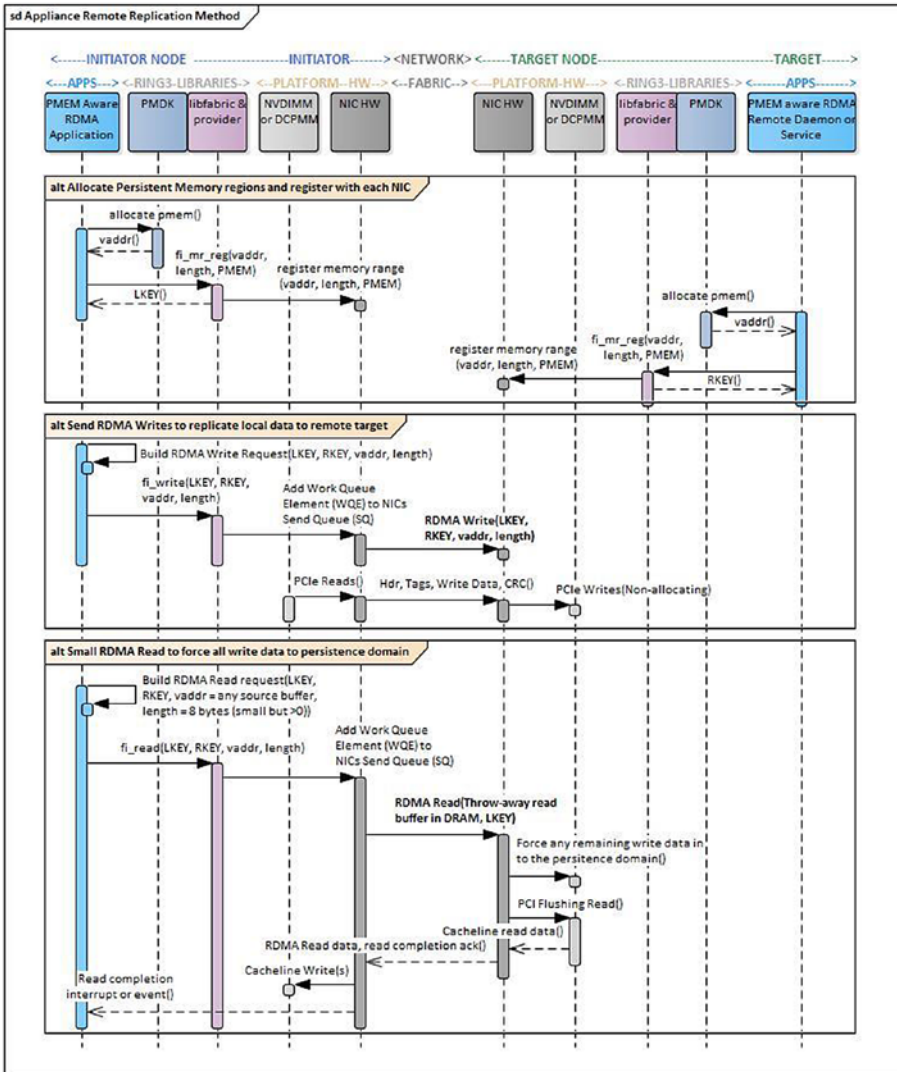 sd Appliance Remote Replication Method
<------INITIATOR NODE -------------INITIATOR-------> <NETWORK> <-------TARGET NODE----------------------TARGET------>
<---APPS----> <-RING3-LIBRARIES-> <-PLATFORM--HW--> <--FABRIC--> <-PLATFORM-HW-> <-RING3-LIBRARIES-> <----APPS----->
PMEM Aware
RDMA
Application
PMDK
libfabric &
provider
NVDIMM
or DCPMM
NIC HW
NIC HW
NVDIMM
or DCPMM
libfabric &
provider
PMDK
PMEM aware RDMA
Remote Daemon or
Service
alt Allocate Persistent Memory regions and register with each NIC
allocate pmem()
vaddr()
fi_mr_reg(vaddr,
length, PMEM)
register memory range
(vaddr, length, PMEM)
LKEY()
allocate pmem()
vaddr()
fi_mr_reg(vaddr,
length, PMEM)
register memory range
(vaddr, length, PMEM)
RKEY()
alt Send RDMA Writes to replicate local data to remote target
Build RDMA Write Request(LKEY, RKEY, vaddr, length)
fi_write(LKEY, RKEY,
vaddr, length)
Add Work Queue
Element (WQE) to NICs
Send Queue (SQ)
RDMA Write(LKEY,
RKEY, vaddr, length)
PCIe Reads()
Hdr, Tags, Write Data, CRC()
PCIe Writes(Non-allocating)
alt Small RDMA Read to force all write data to persistence domain
Build RDMA Read request(LKEY,
RKEY, vaddr = any source buffer,
length = 8 bytes (small but >0))
fi_read(LKEY, RKEY, vaddr, length)
Add Work Queue
Element (WQE) to
NICs Send Queue (SQ)
RDMA Read(Throw-away read
buffer in DRAM, LKEY)
Force any remaining write data in
to the persitence domain()
PCI Flushing Read()
Cacheline read data()
RDMA Read data, read completion ack()
Cacheline Write(s)
Read completion
interrupt or event()